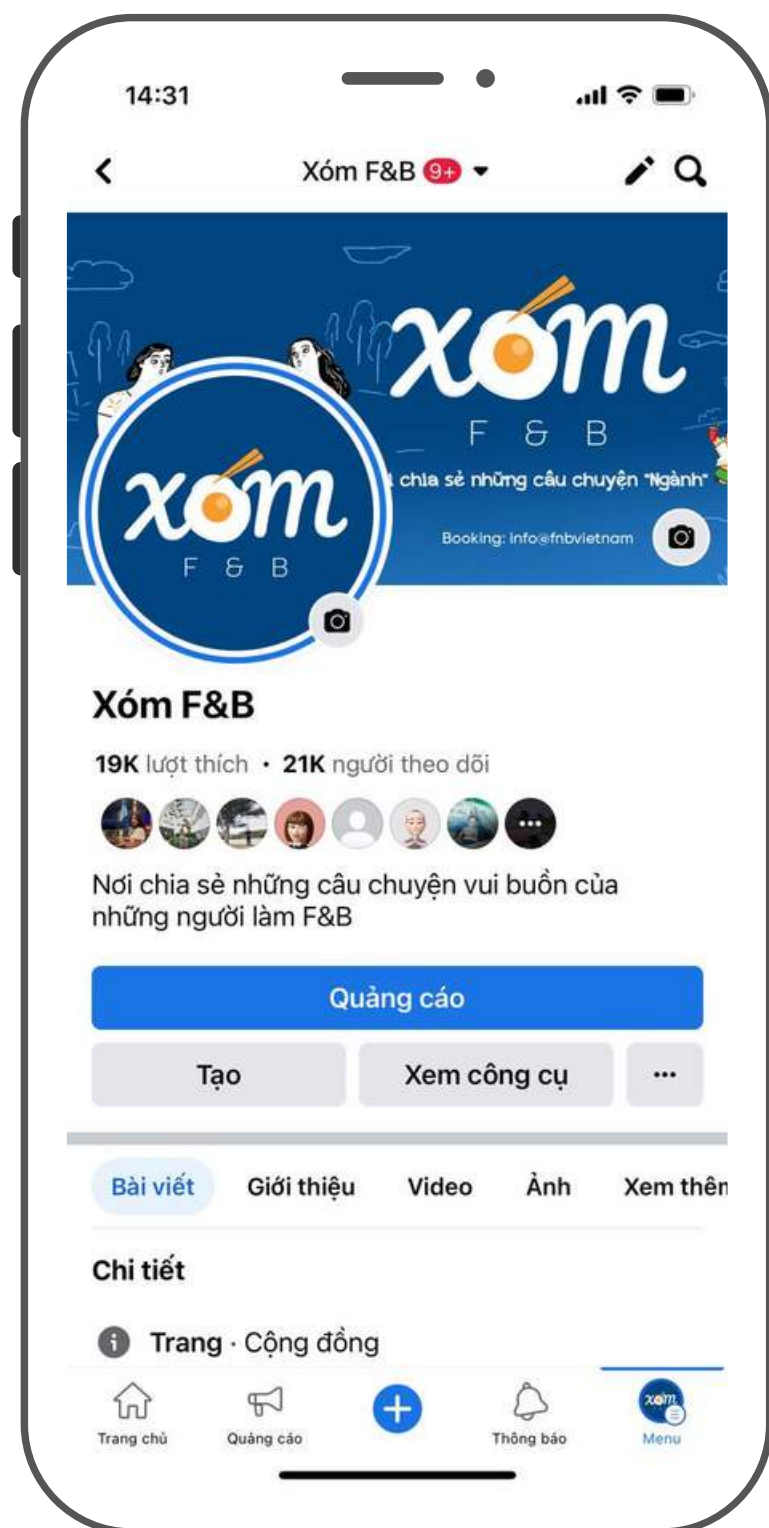 14:31
Xóm F&B 9+
xóm
F & B
chia sẻ những câu chuyện "Ngành"
Booking: info@fnbvietnam
xóm
F & B
Xóm F&B
19K lượt thích • 21K người theo dõi
Nơi chia sẻ những câu chuyện vui buồn của
những người làm F&B
Quảng cáo
Tạo Xem công cụ
Bài viết Giới thiệu Video Ảnh Xem thên
Chi tiết
Trang · Cộng đồng
xóm
Trang chủ Quảng cáo Thông báo Menu